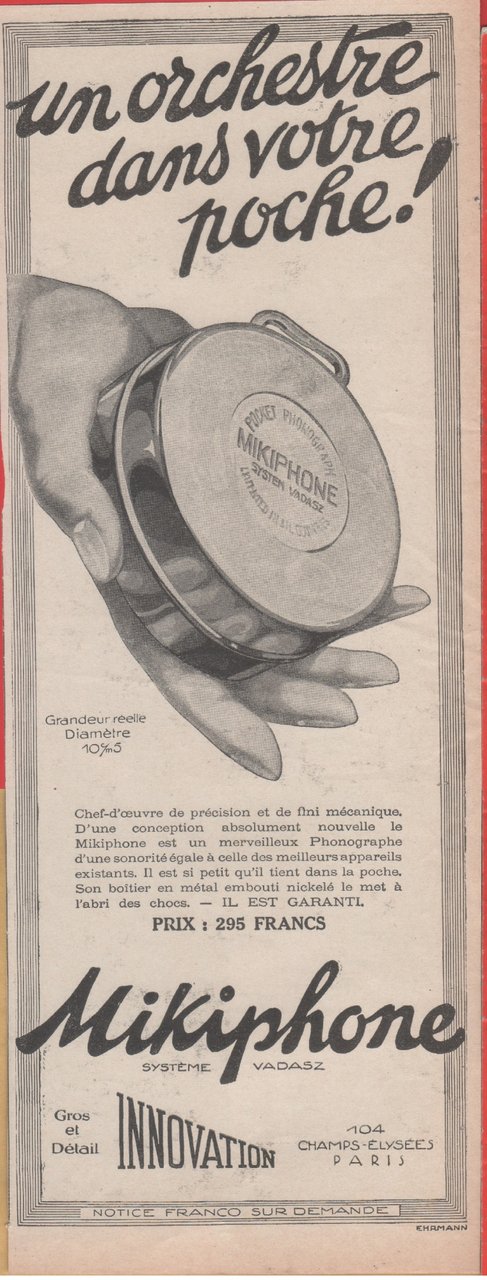 un orchestre
dans votre
poche!
POCKET PHONOGRAPH
MIKIPHONE
SYSTEM VADASZ
Grandeur réelle
Diamètre
10c/m5
Chef-d'œuvre de précision et de fini mécanique.
D'une conception absolument nouvelle le
Mikiphone est un merveilleux Phonographe
d'une sonorité égale à celle des meilleurs appareils
existants. Il est si petit qu'il tient dans la poche.
Son boîtier en métal embouti nickelé le met à
l'abri des chocs. — IL EST GARANTI.
PRIX : 295 FRANCS
Mikiphone
SYSTÈME VADASZ
Gros
et
Détail
INNOVATION
104
CHAMPS-ÉLYSÉES
PARIS
NOTICE FRANCO SUR DEMANDE
EHRMANN